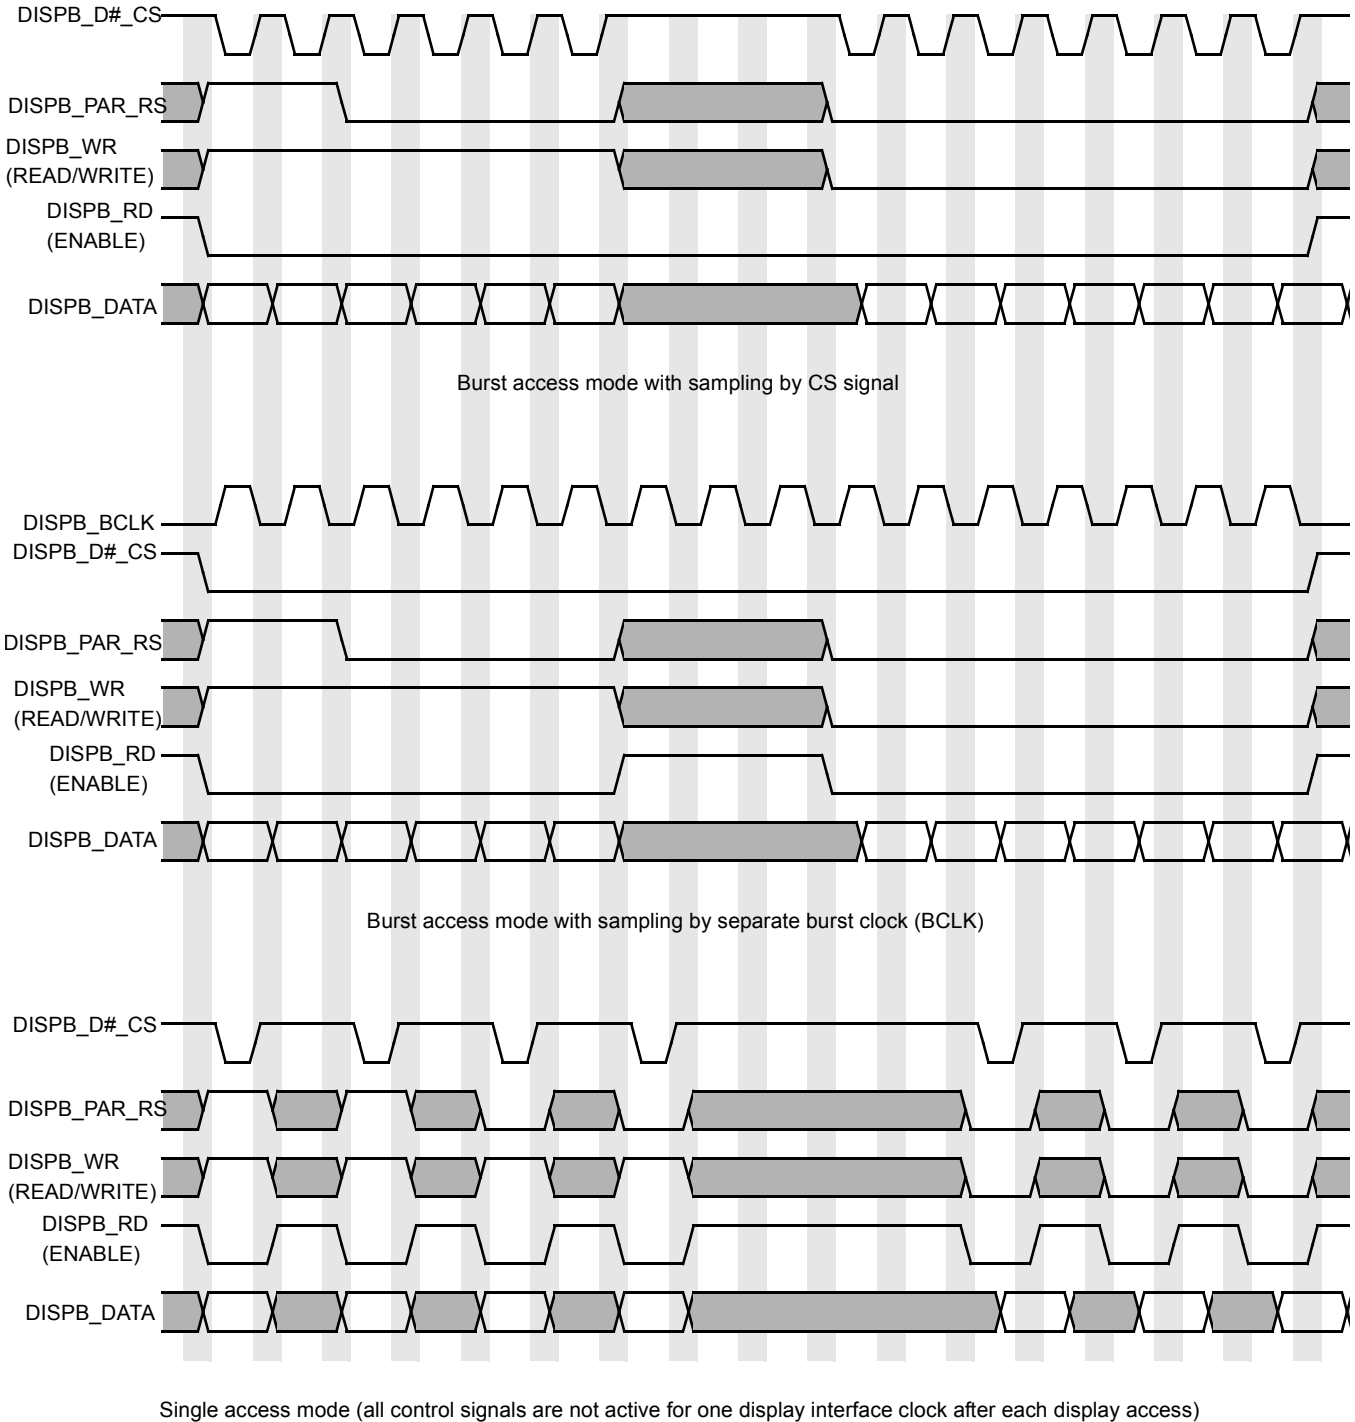 DISPB_D#_CS
DISPB_PAR_RS
DISPB_WR
(READ/WRITE)
DISPB_RD
(ENABLE)
DISPB_DATA
Burst access mode with sampling by CS signal
DISPB_BCLK
DISPB_D#_CS
DISPB_PAR_RS
DISPB_WR
(READ/WRITE)
DISPB_RD
(ENABLE)
DISPB_DATA
Burst access mode with sampling by separate burst clock (BCLK)
DISPB_D#_CS
DISPB_PAR_RS
DISPB_WR
(READ/WRITE)
DISPB_RD
(ENABLE)
DISPB_DATA
Single access mode (all control signals are not active for one display interface clock after each display access)